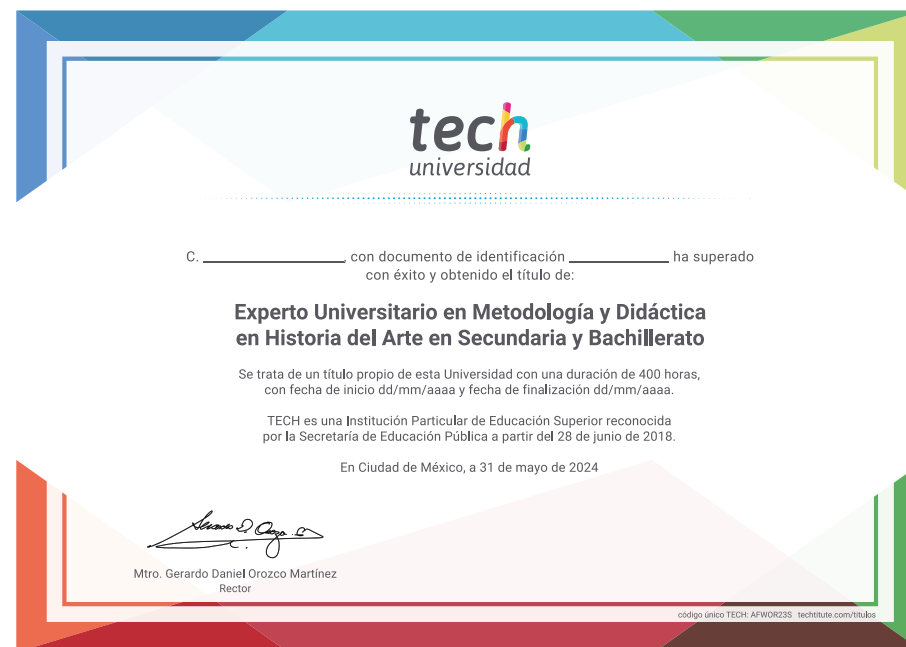 tech
universidad
C. ____________, con documento de identificación ____________ ha superado
con éxito y obtenido el título de:
Experto Universitario en Metodología y Didáctica
en Historia del Arte en Secundaria y Bachillerato
Se trata de un título propio de esta Universidad con una duración de 400 horas,
con fecha de inicio dd/mm/aaaa y fecha de finalización dd/mm/aaaa.
TECH es una Institución Particular de Educación Superior reconocida
por la Secretaría de Educación Pública a partir del 28 de junio de 2018.
En Ciudad de México, a 31 de mayo de 2024
Mtro. Gerardo Daniel Orozco Martínez
Rector
código único TECH: AFWOR23S techtitute.com/titulos